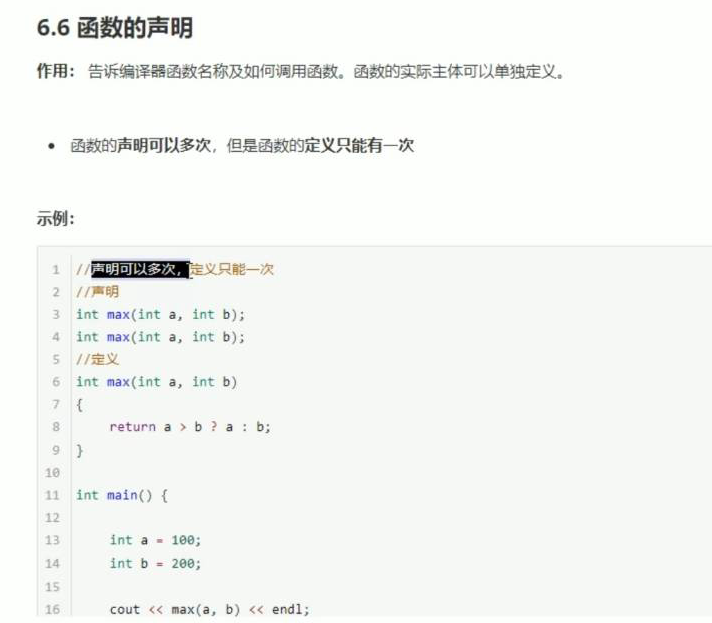 6.6 函数的声明
作用： 告诉编译器函数名称及如何调用函数。函数的实际主体可以单独定义。
• 函数的声明可以多次，但是函数的定义只能有一次
示例：
1 //声明可以多次，定义只能一次
2 //声明
3 int max(int a, int b);
4 int max(int a, int b);
5 //定义
6 int max(int a, int b)
7 {
8     return a > b ? a : b;
9 }
10
11 int main() {
12
13     int a = 100;
14     int b = 200;
15
16     cout << max(a, b) << endl;